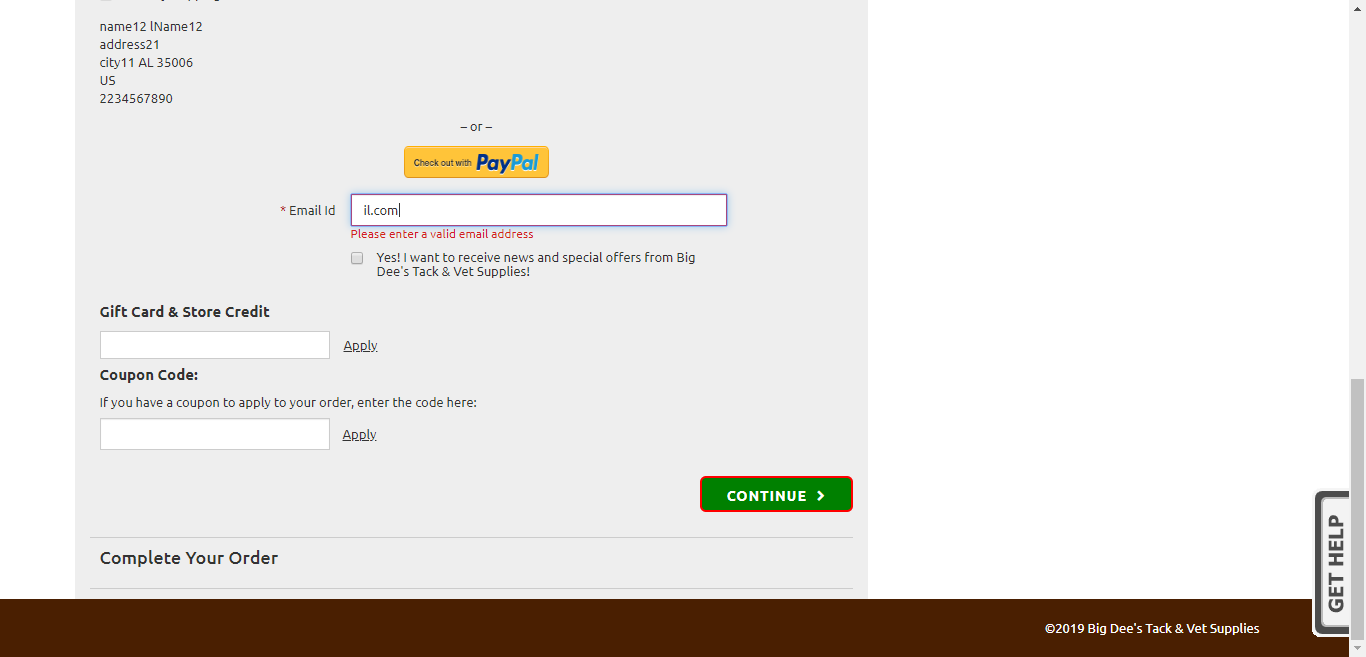 name12 lName12
address21
city11 AL 35006
US
2234567890
– or –
Check out with PayPal
* Email Id
il.com
Please enter a valid email address
Yes! I want to receive news and special offers from Big
Dee's Tack & Vet Supplies!
Gift Card & Store Credit
Apply
Coupon Code:
If you have a coupon to apply to your order, enter the code here:
Apply
CONTINUE
Complete Your Order
GET HELP
©2019 Big Dee's Tack & Vet Supplies